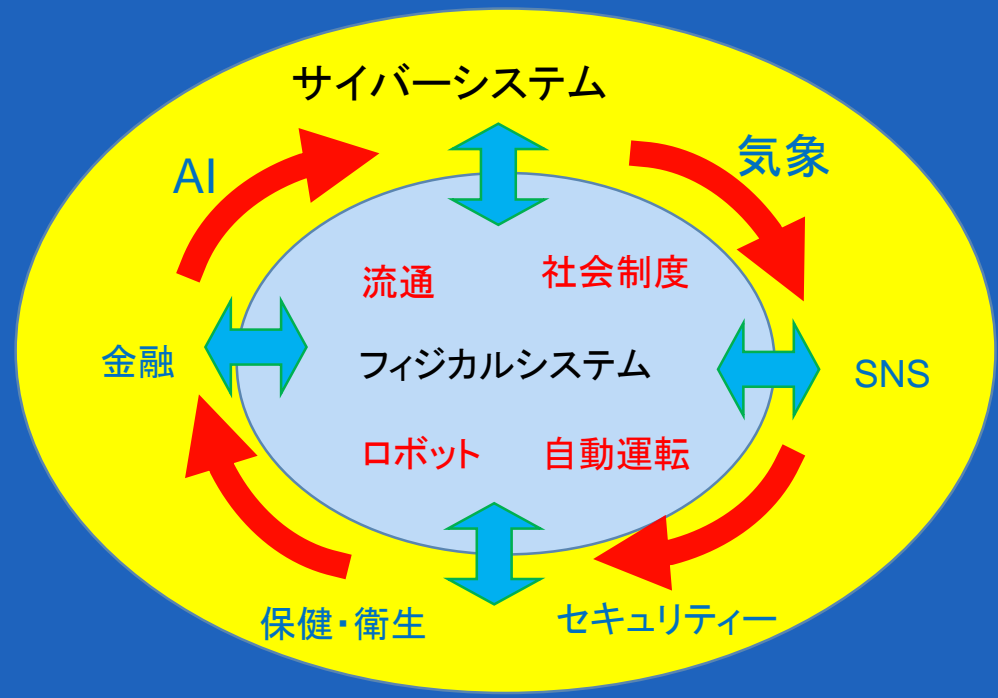 サイバーシステム
AI
気象
流通
社会制度
金融
フィジカルシステム
SNS
ロボット
自動運転
保健・衛生
セキュリティー